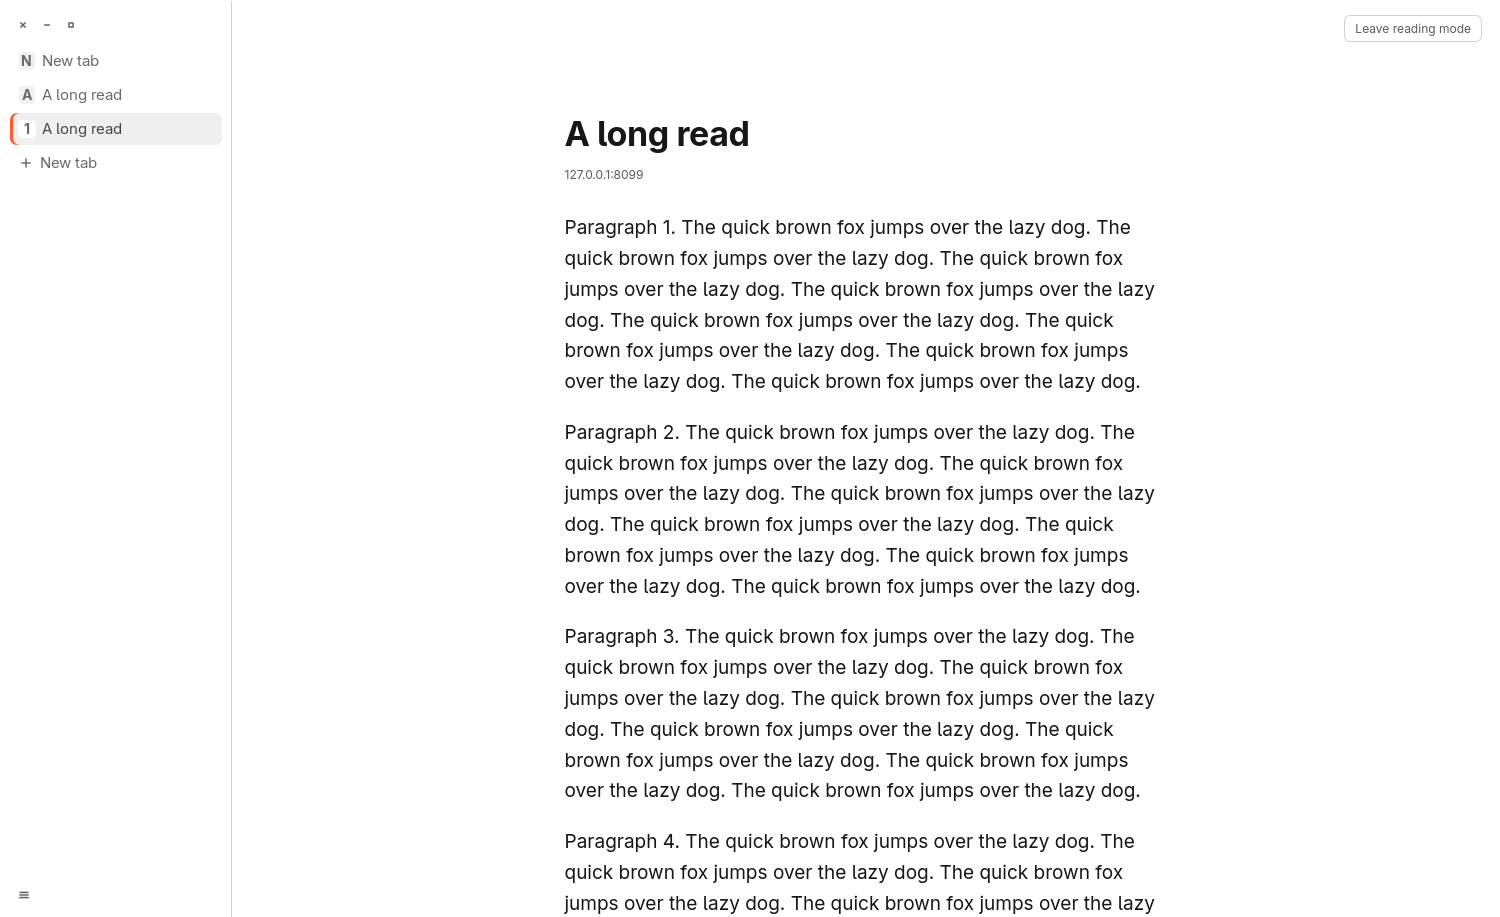 N New tab
A A long read
1 A long read
+ New tab
Leave reading mode
A long read
127.0.0.1:8099
Paragraph 1. The quick brown fox jumps over the lazy dog. The
quick brown fox jumps over the lazy dog. The quick brown fox
jumps over the lazy dog. The quick brown fox jumps over the lazy
dog. The quick brown fox jumps over the lazy dog. The quick
brown fox jumps over the lazy dog. The quick brown fox jumps
over the lazy dog. The quick brown fox jumps over the lazy dog.
Paragraph 2. The quick brown fox jumps over the lazy dog. The
quick brown fox jumps over the lazy dog. The quick brown fox
jumps over the lazy dog. The quick brown fox jumps over the lazy
dog. The quick brown fox jumps over the lazy dog. The quick
brown fox jumps over the lazy dog. The quick brown fox jumps
over the lazy dog. The quick brown fox jumps over the lazy dog.
Paragraph 3. The quick brown fox jumps over the lazy dog. The
quick brown fox jumps over the lazy dog. The quick brown fox
jumps over the lazy dog. The quick brown fox jumps over the lazy
dog. The quick brown fox jumps over the lazy dog. The quick
brown fox jumps over the lazy dog. The quick brown fox jumps
over the lazy dog. The quick brown fox jumps over the lazy dog.
Paragraph 4. The quick brown fox jumps over the lazy dog. The
quick brown fox jumps over the lazy dog. The quick brown fox
jumps over the lazy dog. The quick brown fox jumps over the lazy